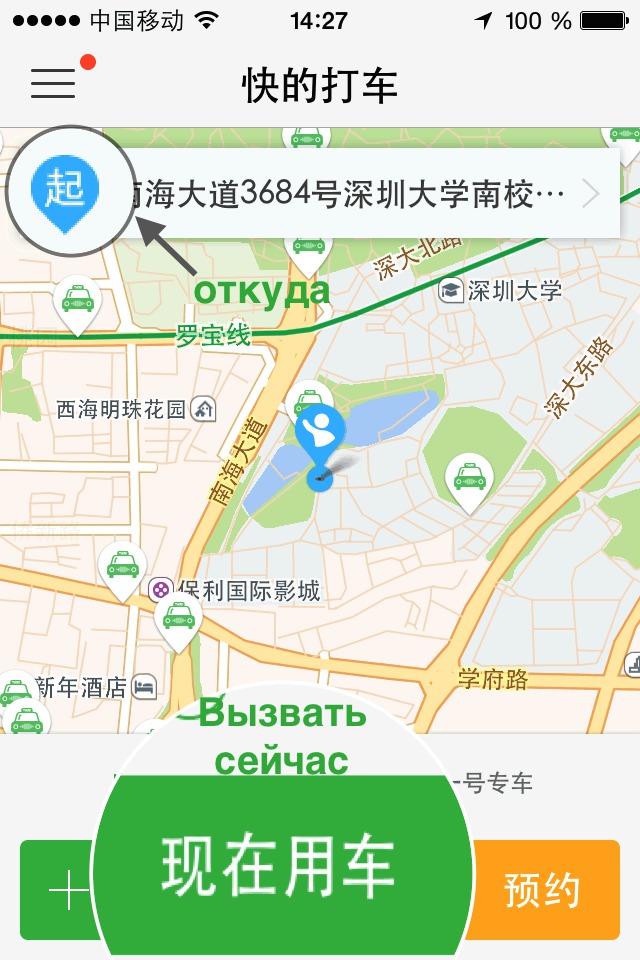 中国移动 14:27 100 %
快的打车
起
南海大道3684号深圳大学南校…
откуда
深大北路
深圳大学
罗宝线
深大东路
西海明珠花园
南海大道
保利国际影城
新年酒店
学府路
Вызвать
сейчас
一号专车
现在用车
预约